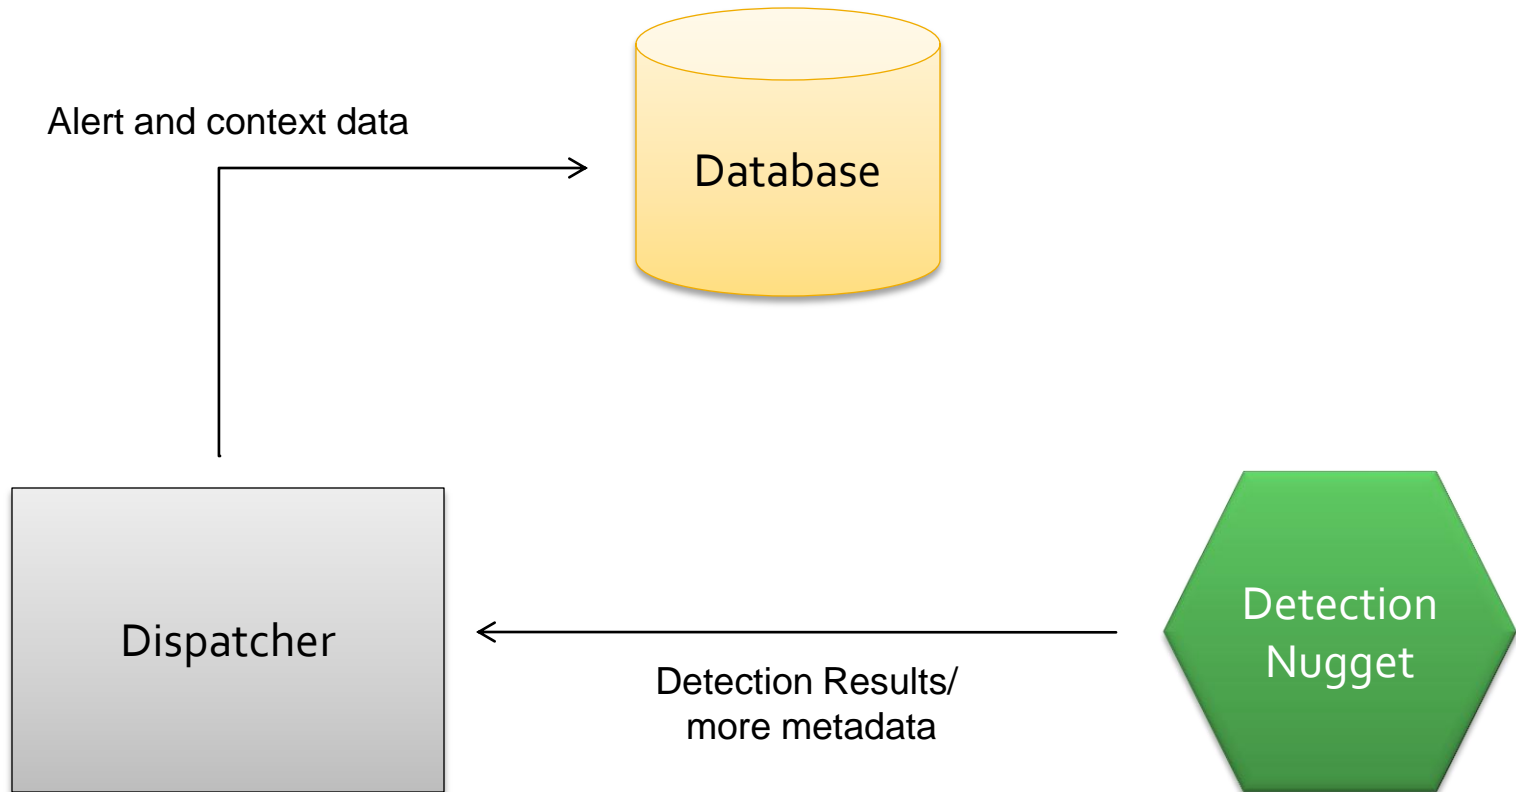 Alert and context data
Database
Dispatcher
Detection Results/
more metadata
Detection
Nugget